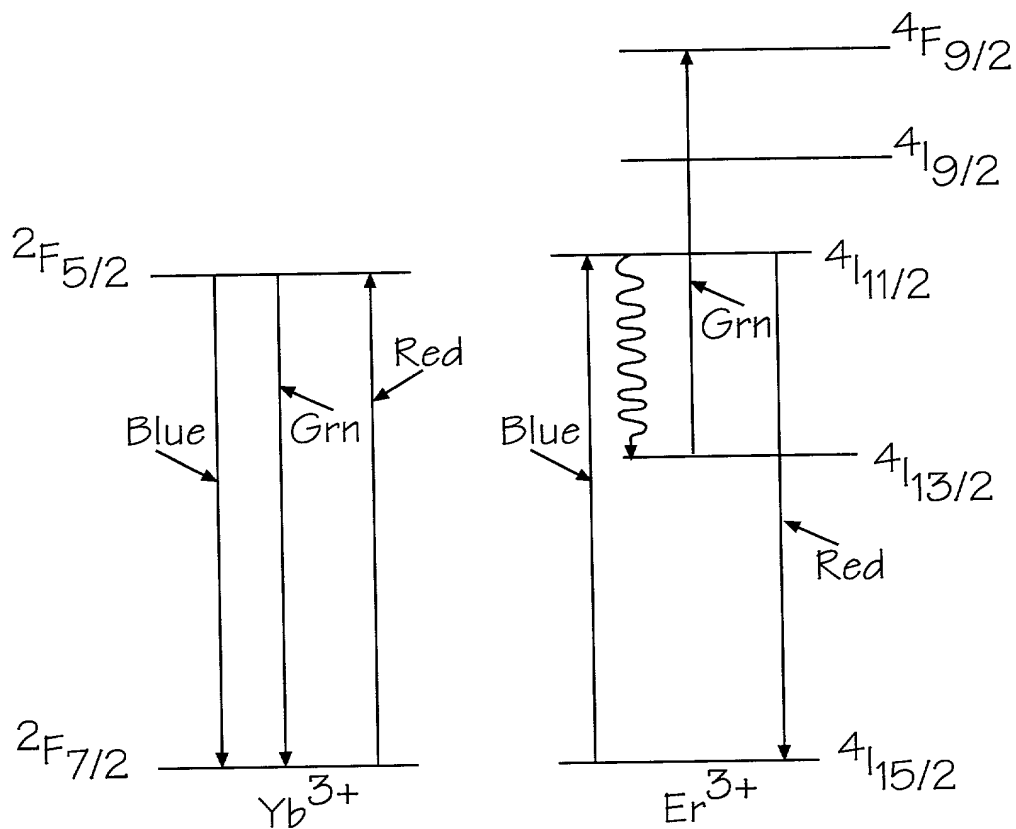 ⁴F9/2
⁴I9/2
²F5/2
⁴I11/2
Grn
Red
Blue
Grn
Blue
⁴I13/2
Red
²F7/2
⁴I15/2
Yb³⁺
Er³⁺